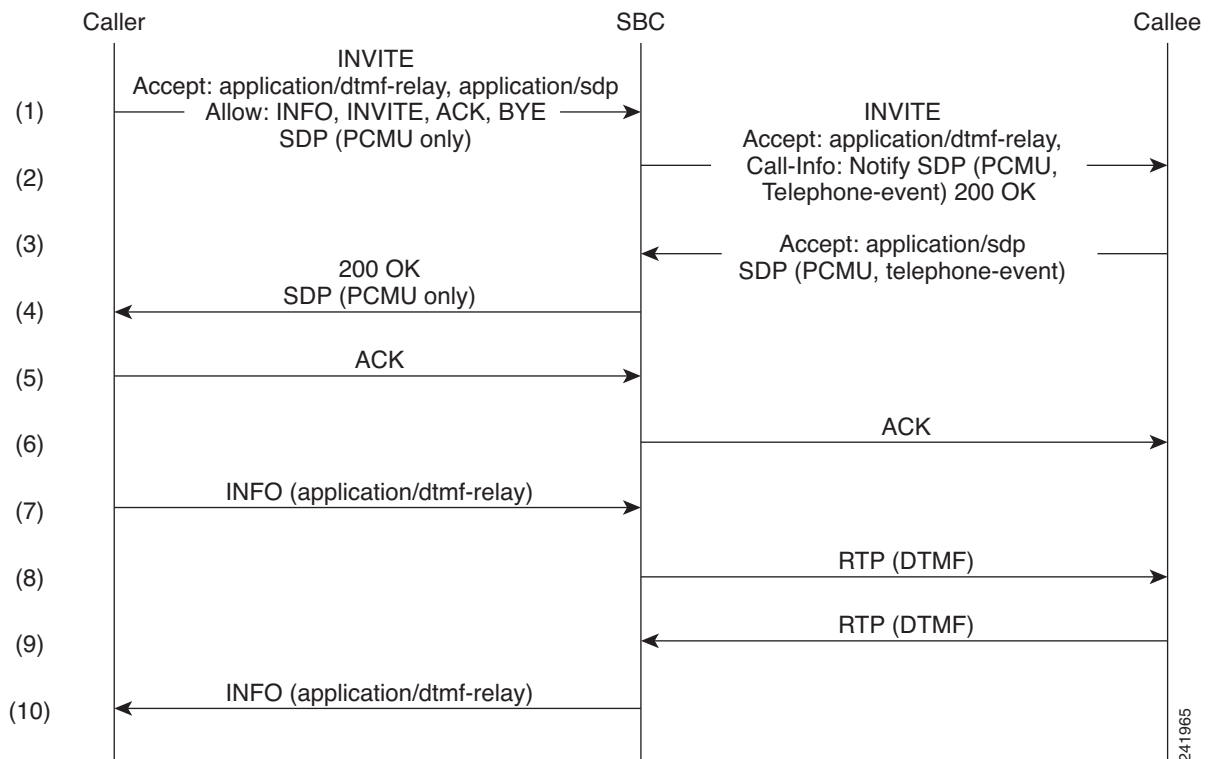 Caller
SBC
Callee
INVITE
Accept: application/dtmf-relay, application/sdp
(1)
Allow: INFO, INVITE, ACK, BYE
SDP (PCMU only)
INVITE
Accept: application/dtmf-relay,
(2)
Call-Info: Notify SDP (PCMU,
Telephone-event) 200 OK
(3)
Accept: application/sdp
SDP (PCMU, telephone-event)
200 OK
SDP (PCMU only)
(4)
ACK
(5)
ACK
(6)
INFO (application/dtmf-relay)
(7)
RTP (DTMF)
(8)
RTP (DTMF)
(9)
INFO (application/dtmf-relay)
(10)
241965